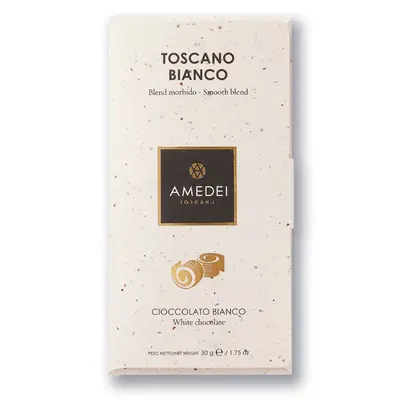 TOSCANO
BIANCO
Blend morbido - Smooth blend
AMEDEI
TOSCANA
CIOCCOLATO BIANCO
White chocolate
PESO NETTO/NET WEIGHT 50 g / 1.75 oz